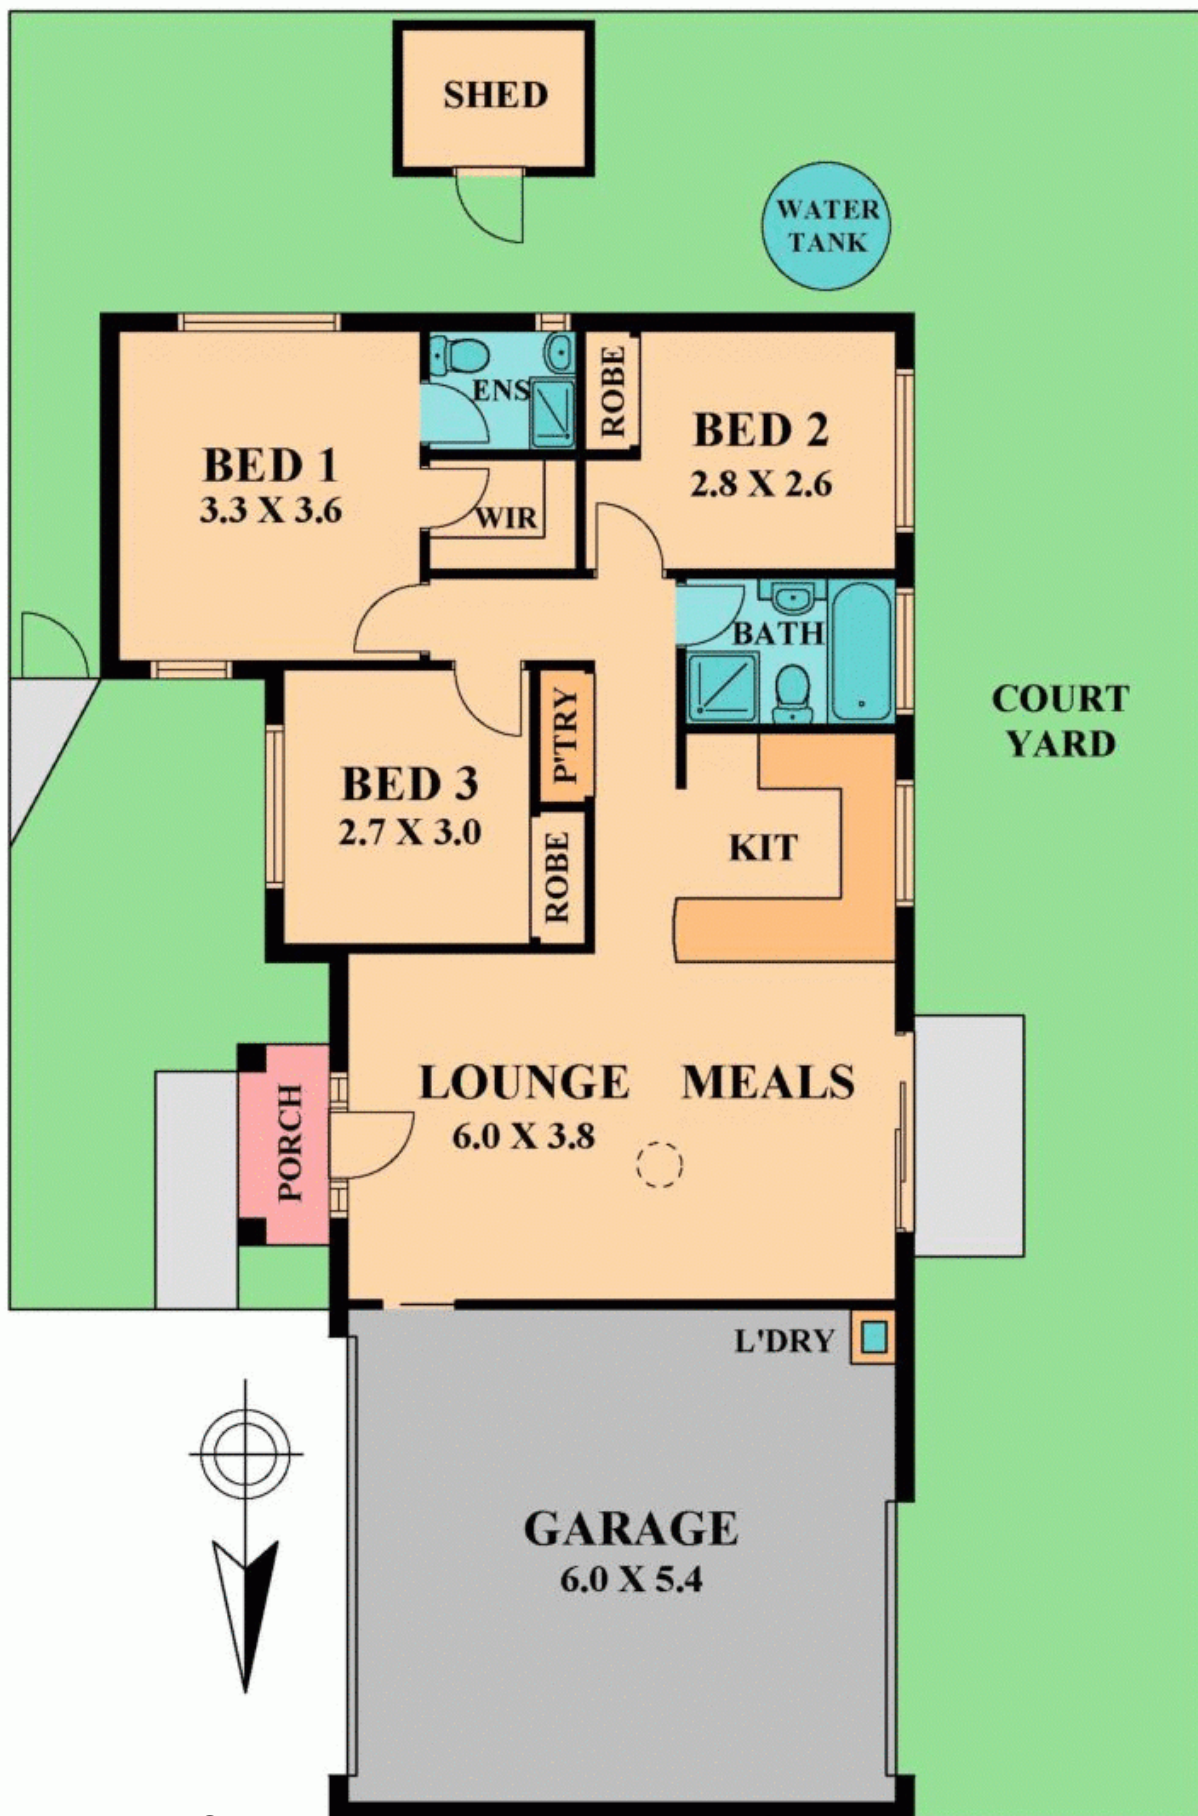 SHED
WATER
TANK
ENS
ROBE
BED 1
3.3 X 3.6
BED 2
2.8 X 2.6
WIR
BATH
COURT
YARD
BED 3
2.7 X 3.0
P'TRY
KIT
ROBE
LOUNGE MEALS
6.0 X 3.8
PORCH
L'DRY
GARAGE
6.0 X 5.4